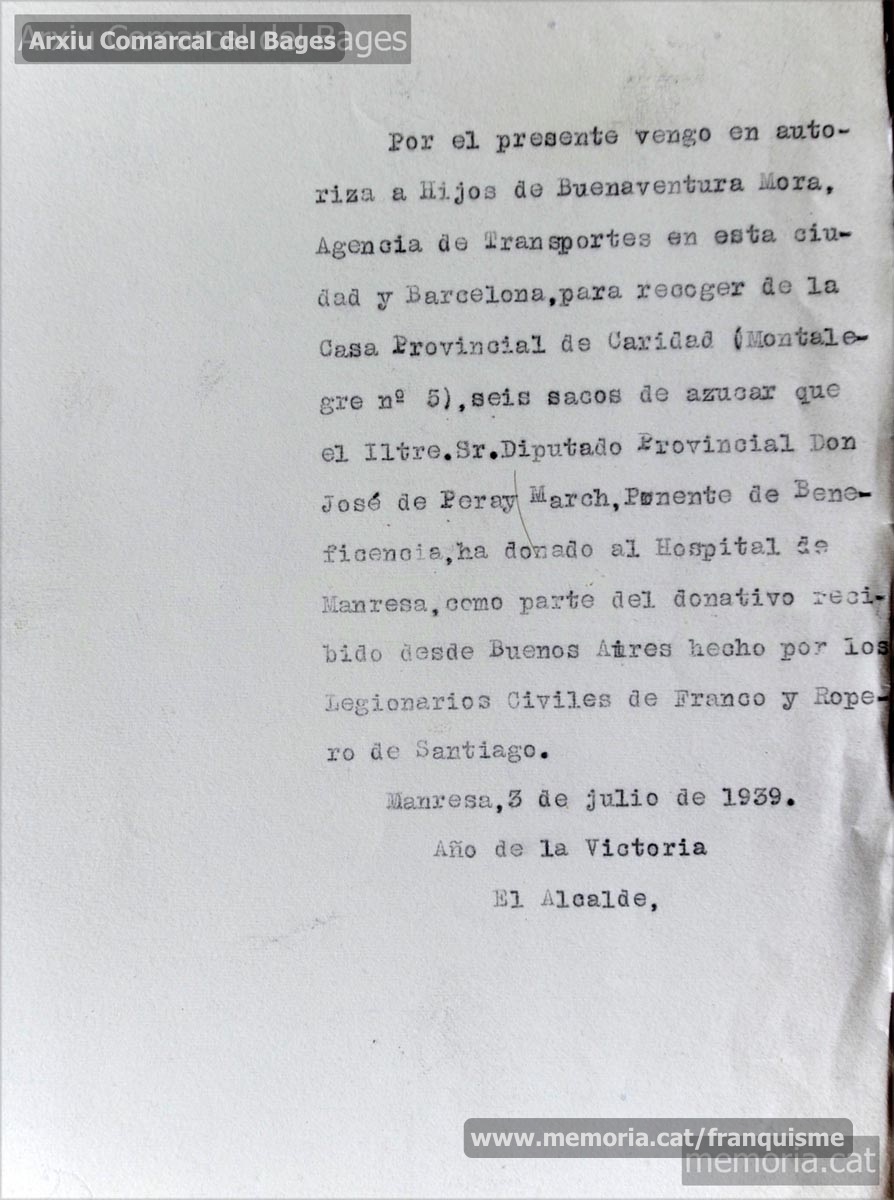 Arxiu Comarcal del Bages
Por el presente vengo en auto-
riza a Hijos de Buenaventura Mora,
Agencia de Transportes en esta ciu-
dad y Barcelona,para recoger de la
Casa Provincial de Caridad (Montale-
gre nº 5),seis sacos de azucar que
el Iltre.Sr.Diputado Provincial Don
José de Peray March,Ponente de Bene-
ficencia,ha donado al Hospital de
Manresa,como parte del donativo reci-
bido desde Buenos Aires hecho por los
Legionarios Civiles de Franco y Rope-
ro de Santiago.
Manresa,3 de julio de 1939.
Año de la Victoria
El Alcalde,
www.memoria.cat/franquisme
memoria.cat